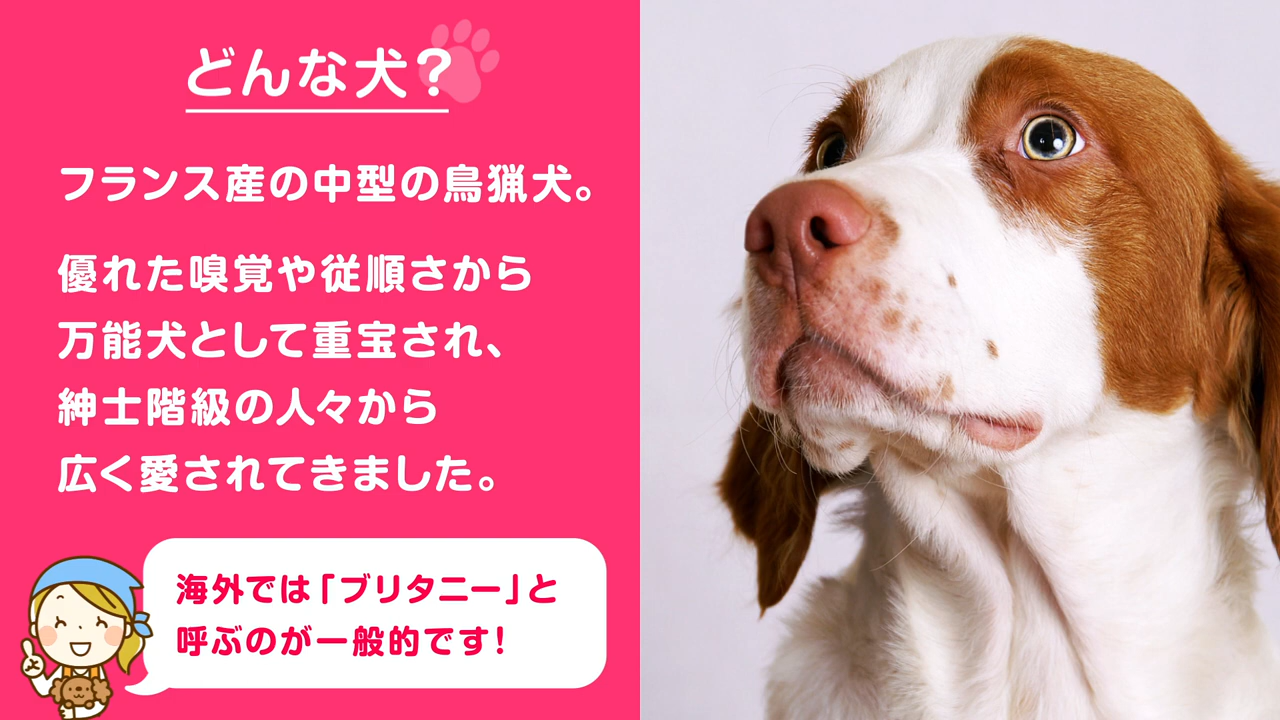 どんな犬?
フランス産の中型の鳥猟犬。
優れた嗅覚や従順さから
万能犬として重宝され、
紳士階級の人々から
広く愛されてきました。
海外では「ブリタニー」と
呼ぶのが一般的です!